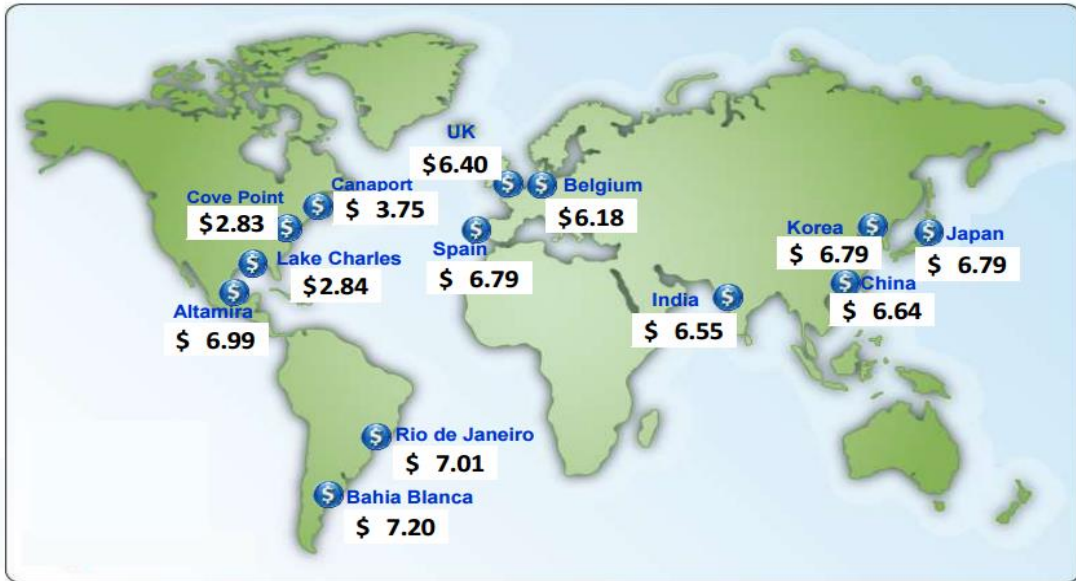 UK
$6.40
Canaport
$ 3.75
Cove Point
$2.83
Belgium
$6.18
Lake Charles
$2.84
Spain
$ 6.79
Altamira
$ 6.99
Korea
$ 6.79
Japan
$ 6.79
China
$ 6.64
India
$ 6.55
Rio de Janeiro
$ 7.01
Bahia Blanca
$ 7.20